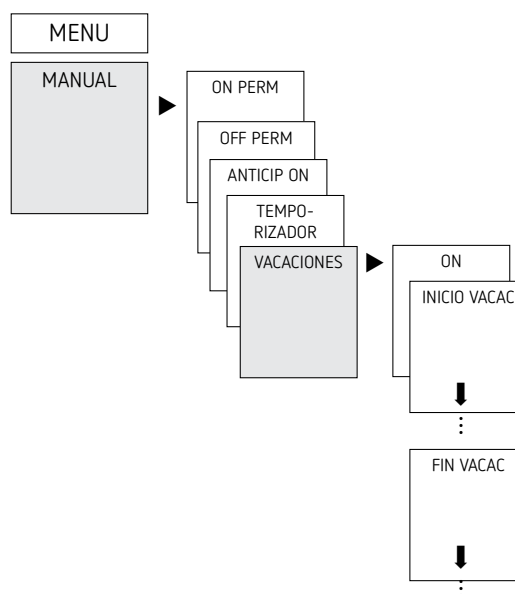 MENU
MANUAL
ON PERM
OFF PERM
ANTICIP ON
TEMPO-
RIZADOR
VACACIONES
ON
INICIO VACAC
FIN VACAC